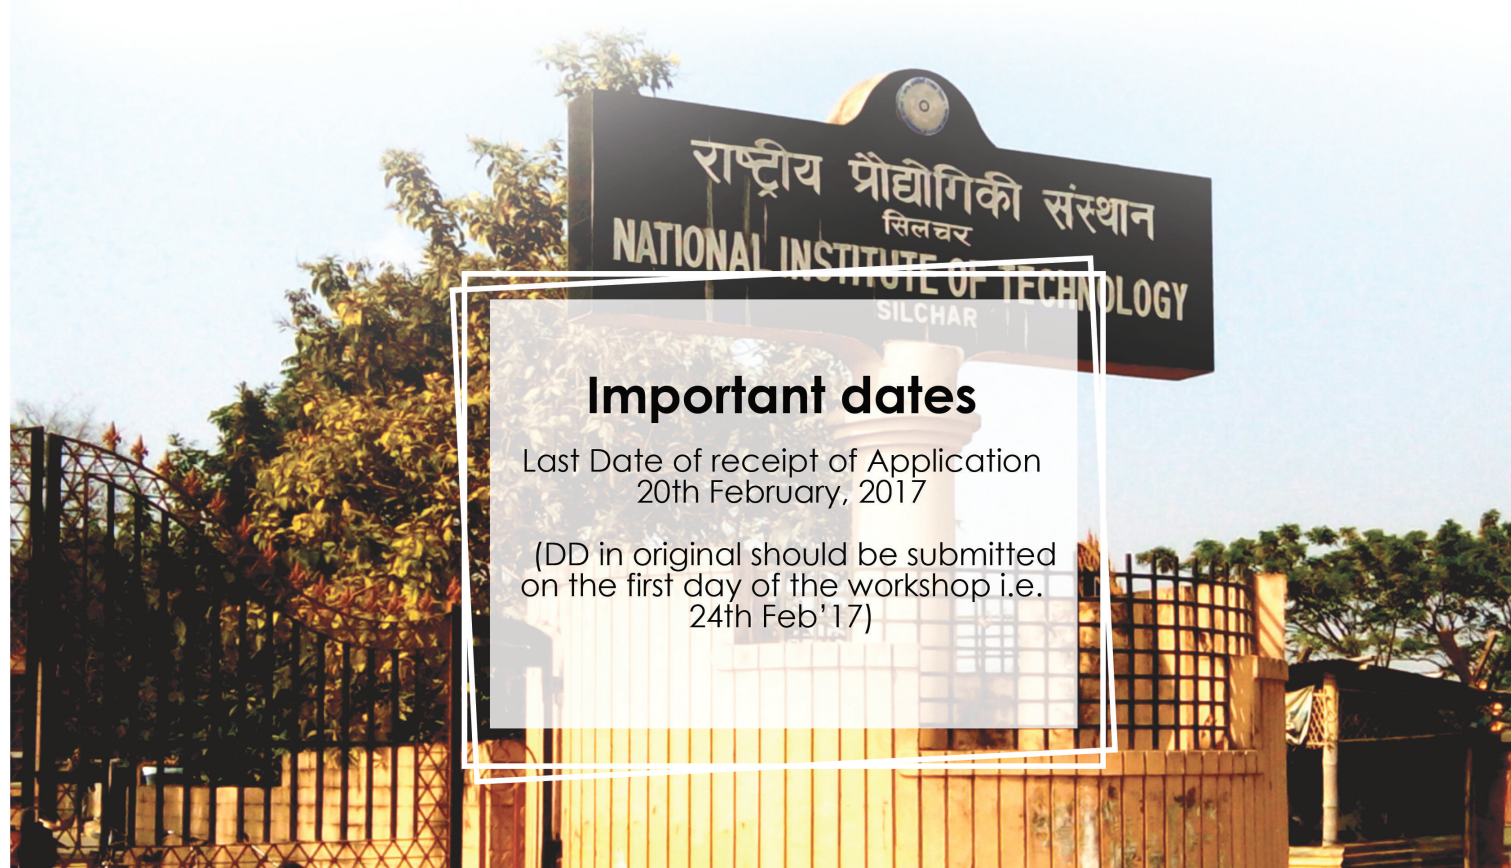 राष्ट्रीय प्रौद्योगिकी संस्थान
सिलचर
NATIONAL INSTITUTE OF TECHNOLOGY
SILCHAR
Important dates
Last Date of receipt of Application
20th February, 2017
(DD in original should be submitted
on the first day of the workshop i.e.
24th Feb’17)